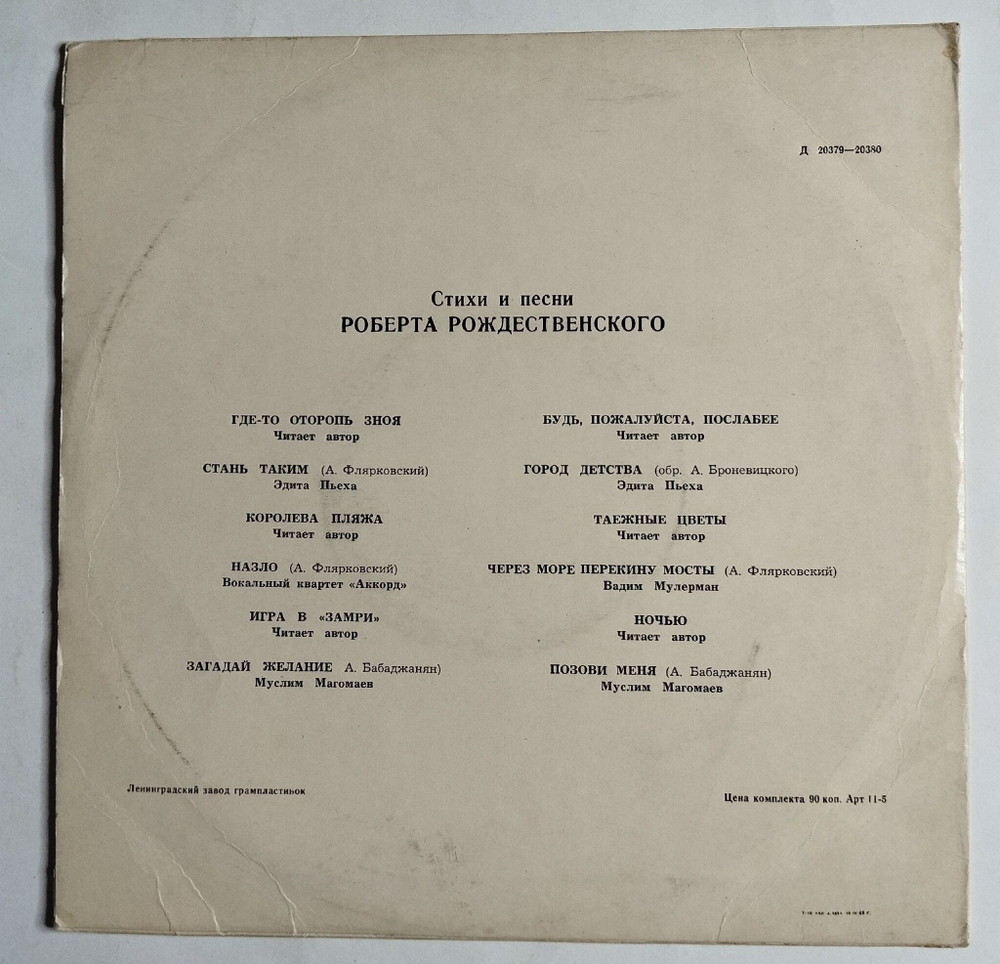 Д 20379—20380
Стихи и песни
РОБЕРТА РОЖДЕСТВЕНСКОГО
ГДЕ-ТО ОТОРОПЬ ЗНОЯ
Читает автор
СТАНЬ ТАКИМ (А. Флярковский)
Эдита Пьеха
КОРОЛЕВА ПЛЯЖА
Читает автор
НАЗЛО (А. Флярковский)
Вокальный квартет «Аккорд»
ИГРА В «ЗАМРИ»
Читает автор
ЗАГАДАЙ ЖЕЛАНИЕ А. Бабаджанян)
Муслим Магомаев
БУДЬ, ПОЖАЛУЙСТА, ПОСЛАБЕЕ
Читает автор
ГОРОД ДЕТСТВА (обр. А. Броневицкого)
Эдита Пьеха
ТАЕЖНЫЕ ЦВЕТЫ
Читает автор
ЧЕРЕЗ МОРЕ ПЕРЕКИНУ МОСТЫ (А. Флярковский)
Вадим Мулерман
НОЧЬЮ
Читает автор
ПОЗОВИ МЕНЯ (А. Бабаджанян)
Муслим Магомаев
Ленинградский завод грампластинок
Цена комплекта 90 коп. Арт 11-5